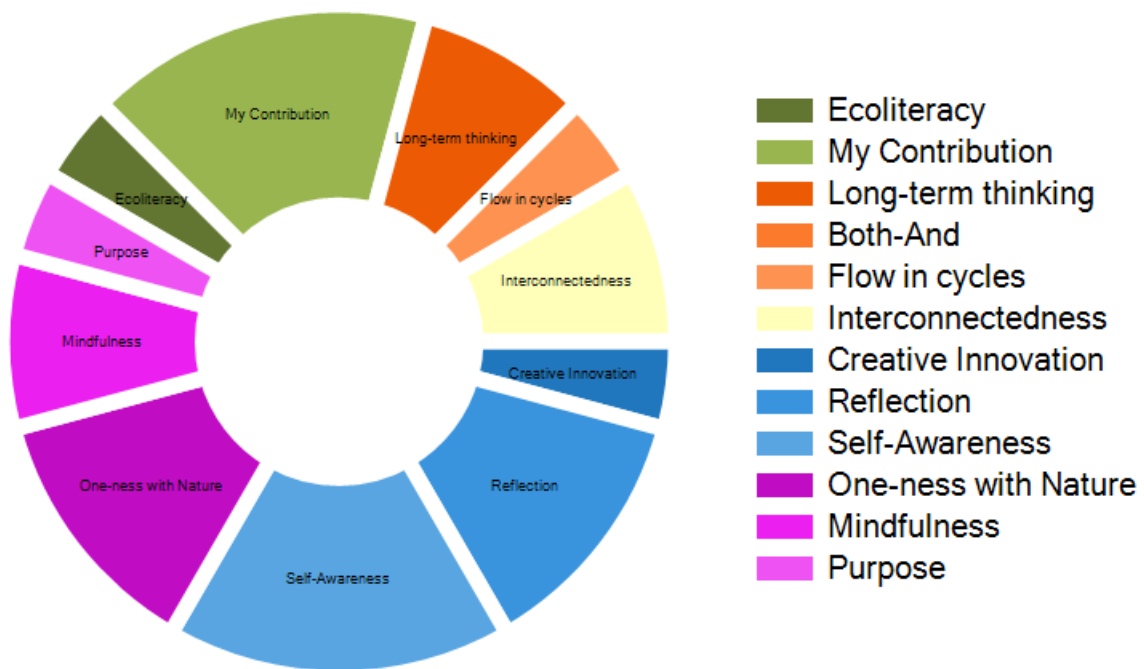 My Contribution
Long-term thinking
Ecoliteracy
Flow in cycles
Purpose
Interconnectedness
Mindfulness
Creative Innovation
One-ness with Nature
Reflection
Self-Awareness
Ecoliteracy
My Contribution
Long-term thinking
Both-And
Flow in cycles
Interconnectedness
Creative Innovation
Reflection
Self-Awareness
One-ness with Nature
Mindfulness
Purpose